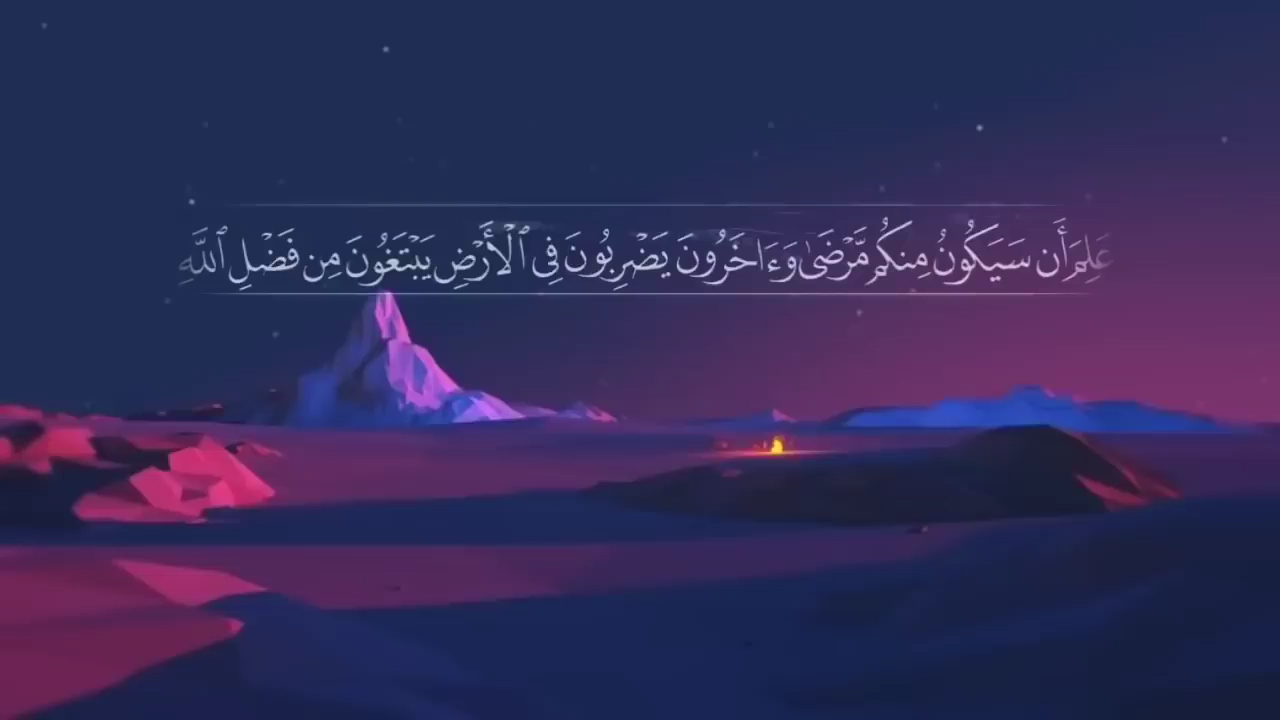 عَلِمَ أَن سَيَكُونُ مِنكُم مَّرْضَىٰ وَءَاخَرُونَ يَضْرِبُونَ فِى ٱلْأَرْضِ يَبْتَغُونَ مِن فَضْلِ ٱللَّهِ